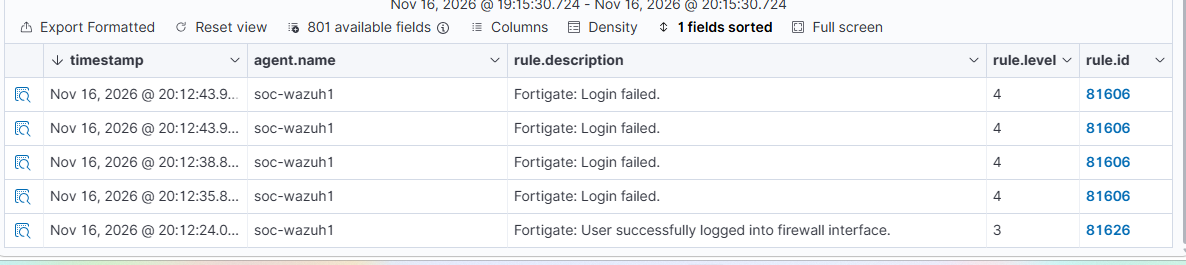 Nov 16, 2026 @ 19:15:30.724 - Nov 16, 2026 @ 20:15:30.724
Export Formatted Reset view 801 available fields Columns Density 1 fields sorted Full screen
timestamp agent.name rule.description rule.level rule.id
Nov 16, 2026 @ 20:12:43.9... soc-wazuh1 Fortigate: Login failed. 4 81606
Nov 16, 2026 @ 20:12:43.9... soc-wazuh1 Fortigate: Login failed. 4 81606
Nov 16, 2026 @ 20:12:38.8... soc-wazuh1 Fortigate: Login failed. 4 81606
Nov 16, 2026 @ 20:12:35.8... soc-wazuh1 Fortigate: Login failed. 4 81606
Nov 16, 2026 @ 20:12:24.0... soc-wazuh1 Fortigate: User successfully logged into firewall interface. 3 81626